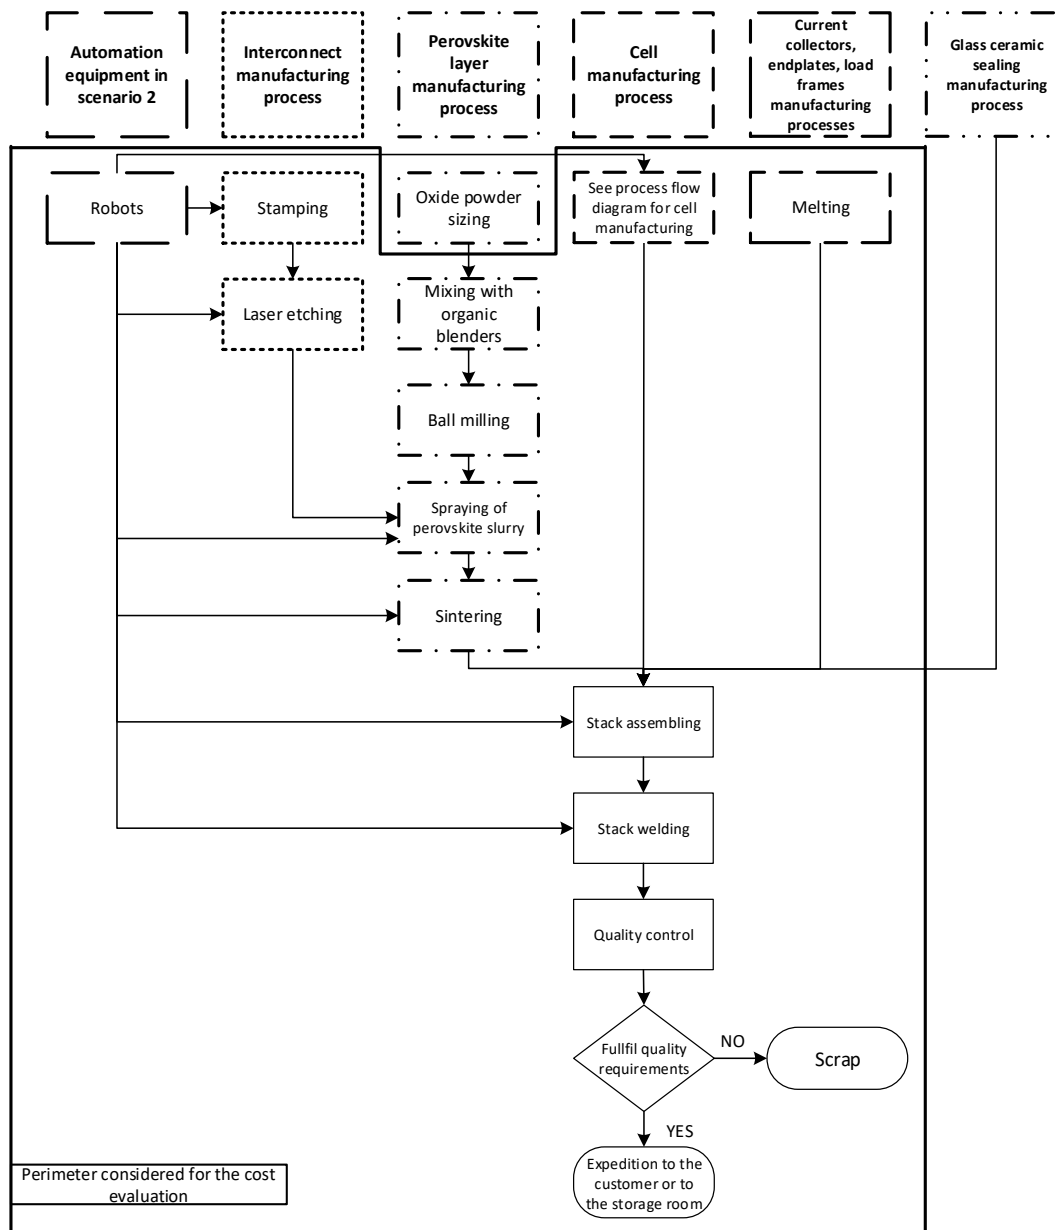 Automation
equipment in
scenario 2
Interconnect
manufacturing
process
Perovskite
layer
manufacturing
process
Cell
manufacturing
process
Current
collectors,
endplates, load
frames
manufacturing
processes
Glass ceramic
sealing
manufacturing
process
Robots
Stamping
Oxide powder
sizing
See process flow
diagram for cell
manufacturing
Melting
Laser etching
Mixing with
organic
blenders
Ball milling
Spraying of
perovskite slurry
Sintering
Stack assembling
Stack welding
Quality control
Fullfil quality
requirements
NO
Scrap
YES
Expedition to the
customer or to
the storage room
Perimeter considered for the cost
evaluation